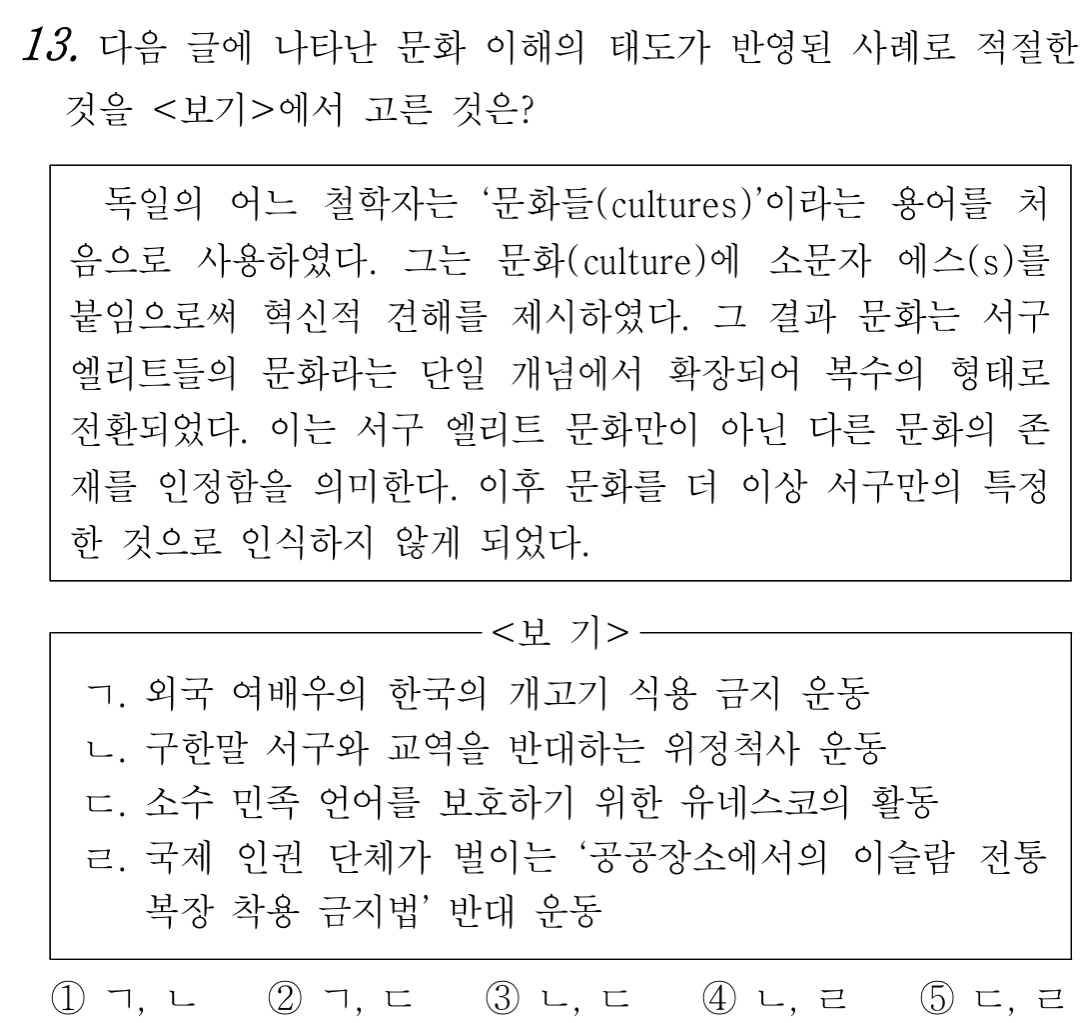 13. 다음 글에 나타난 문화 이해의 태도가 반영된 사례로 적절한
것을 <보기>에서 고른 것은?
독일의 어느 철학자는 ‘문화들(cultures)’이라는 용어를 처
음으로 사용하였다. 그는 문화(culture)에 소문자 에스(s)를
붙임으로써 혁신적 견해를 제시하였다. 그 결과 문화는 서구
엘리트들의 문화라는 단일 개념에서 확장되어 복수의 형태로
전환되었다. 이는 서구 엘리트 문화만이 아닌 다른 문화의 존
재를 인정함을 의미한다. 이후 문화를 더 이상 서구만의 특정
한 것으로 인식하지 않게 되었다.
<보 기>
ㄱ. 외국 여배우의 한국의 개고기 식용 금지 운동
ㄴ. 구한말 서구와 교역을 반대하는 위정척사 운동
ㄷ. 소수 민족 언어를 보호하기 위한 유네스코의 활동
ㄹ. 국제 인권 단체가 벌이는 ‘공공장소에서의 이슬람 전통
복장 착용 금지법’ 반대 운동
① ㄱ, ㄴ ② ㄱ, ㄷ ③ ㄴ, ㄷ ④ ㄴ, ㄹ ⑤ ㄷ, ㄹ